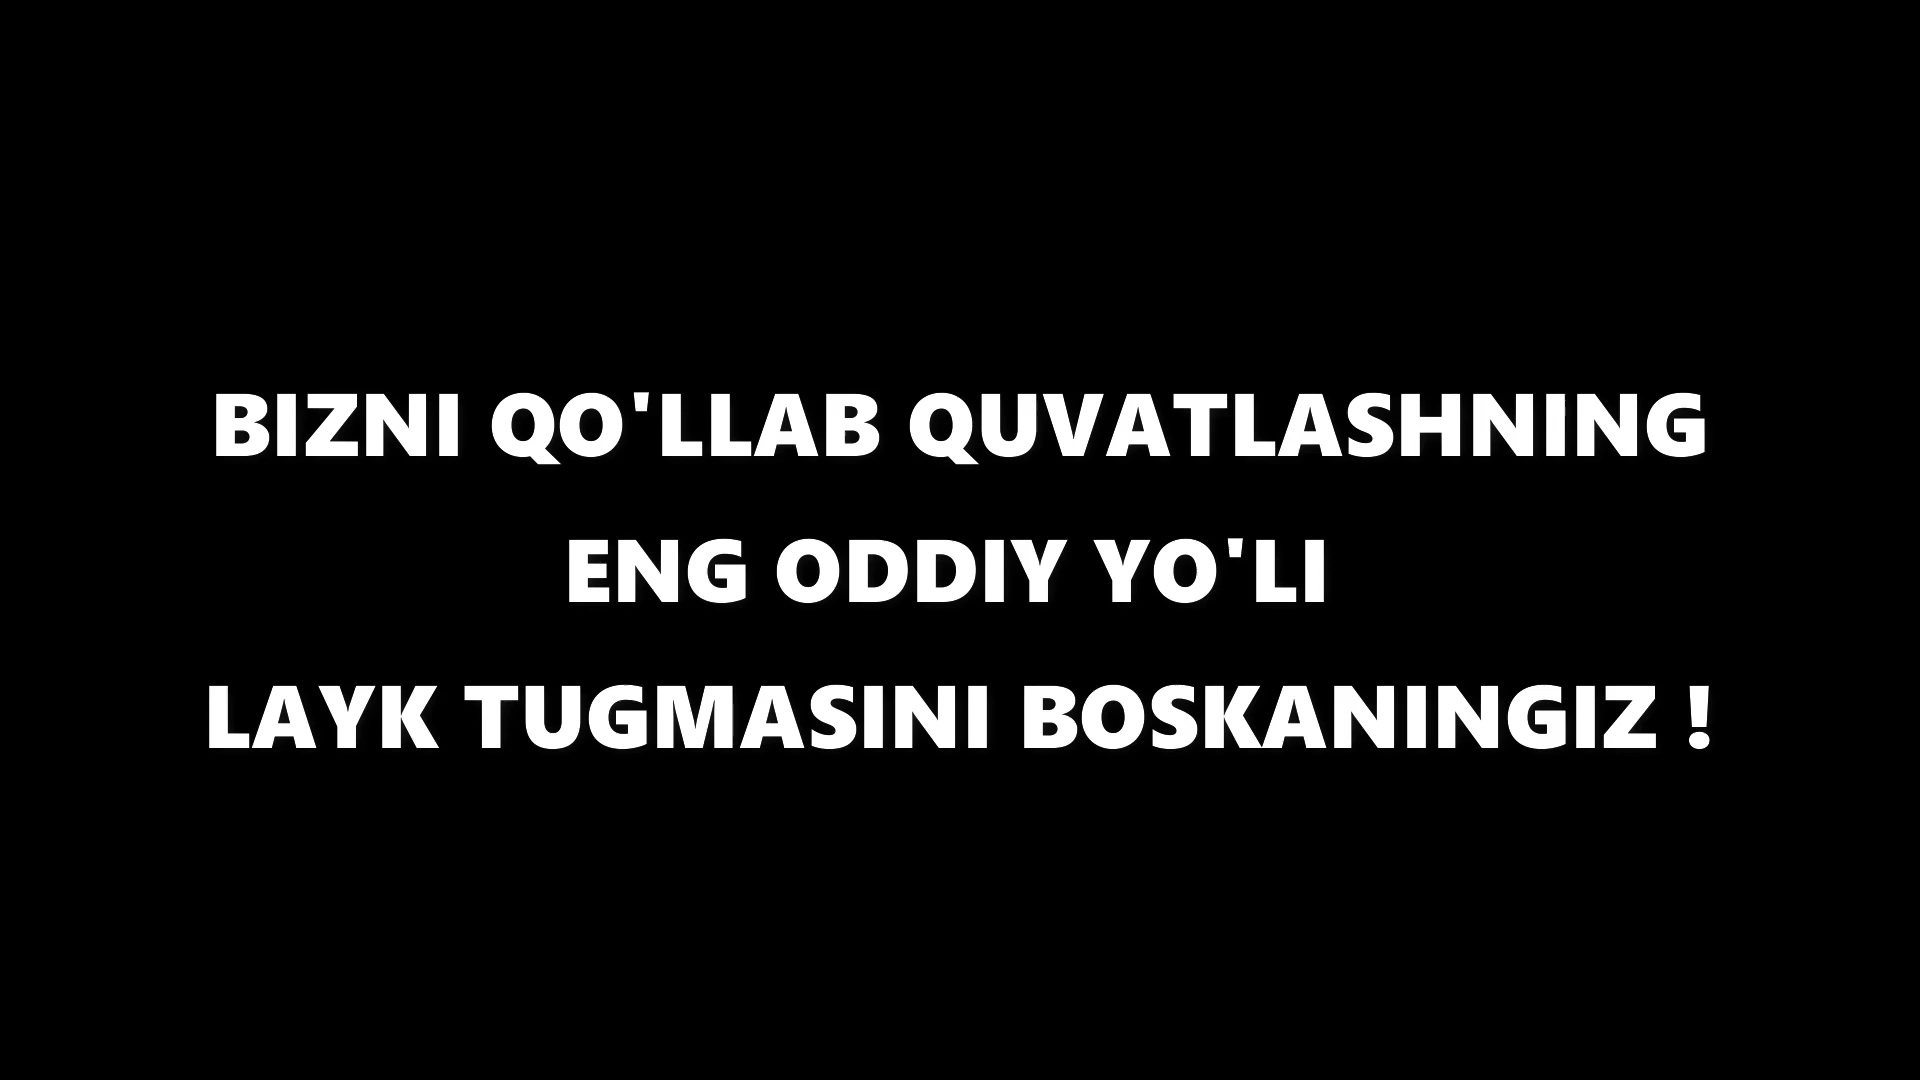 BIZNI QO'LLAB QUVATLASHNING
ENG ODDIY YO'LI
LAYK TUGMASINI BOSKANINGIZ !